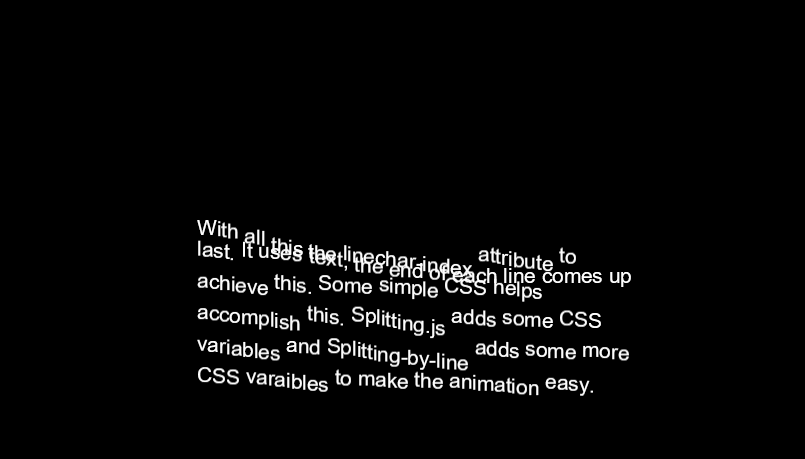 With all this the linechar-index attribute to
last. It uses text, the end of each line comes up
achieve this. Some simple CSS helps
accomplish this. Splitting.js adds some CSS
variables and Splitting-by-line adds some more
CSS varaibles to make the animation easy.